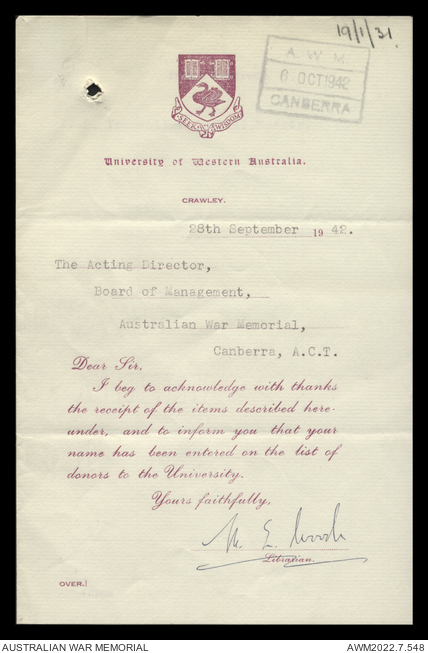 19/1/31.
A.W.M.
6 OCT 1942
CANBERRA
SEEK WISDOM
University of Western Australia.
CRAWLEY.
28th September 1942.
The Acting Director,
Board of Management,
Australian War Memorial,
Canberra, A.C.T.
Dear Sir,
I beg to acknowledge with thanks
the receipt of the items described here-
under, and to inform you that your
name has been entered on the list of
donors to the University.
Yours faithfully,
M. E. Wood
Librarian.
OVER.
AUSTRALIAN WAR MEMORIAL
AWM2022.7.548